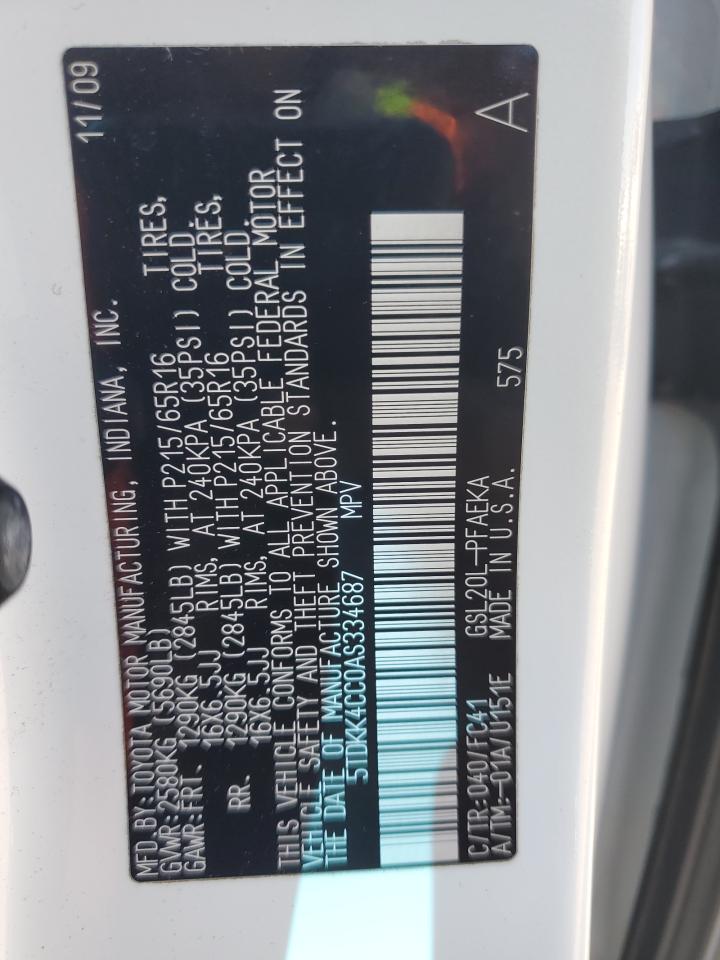 MFD BY:TOYOTA MOTOR MANUFACTURING, INDIANA, INC. 11/09
GVWR:2580KG (5690LB)
GAWR:FRT. 1290KG (2845LB) WITH P215/65R16 TIRES,
16X6.5JJ RIMS, AT 240KPA (35PSI) COLD.
RR. 1290KG (2845LB) WITH P215/65R16 TIRES,
16X6.5JJ RIMS, AT 240KPA (35PSI) COLD.
THIS VEHICLE CONFORMS TO ALL APPLICABLE FEDERAL MOTOR
VEHICLE SAFETY AND THEFT PREVENTION STANDARDS IN EFFECT ON
THE DATE OF MANUFACTURE SHOWN ABOVE.
5TDKK4CC0AS334687 MPV
C/TR:040/FC41 GSL20L-PFAEKA 575 A
A/TM:-01A/U151E MADE IN U.S.A.